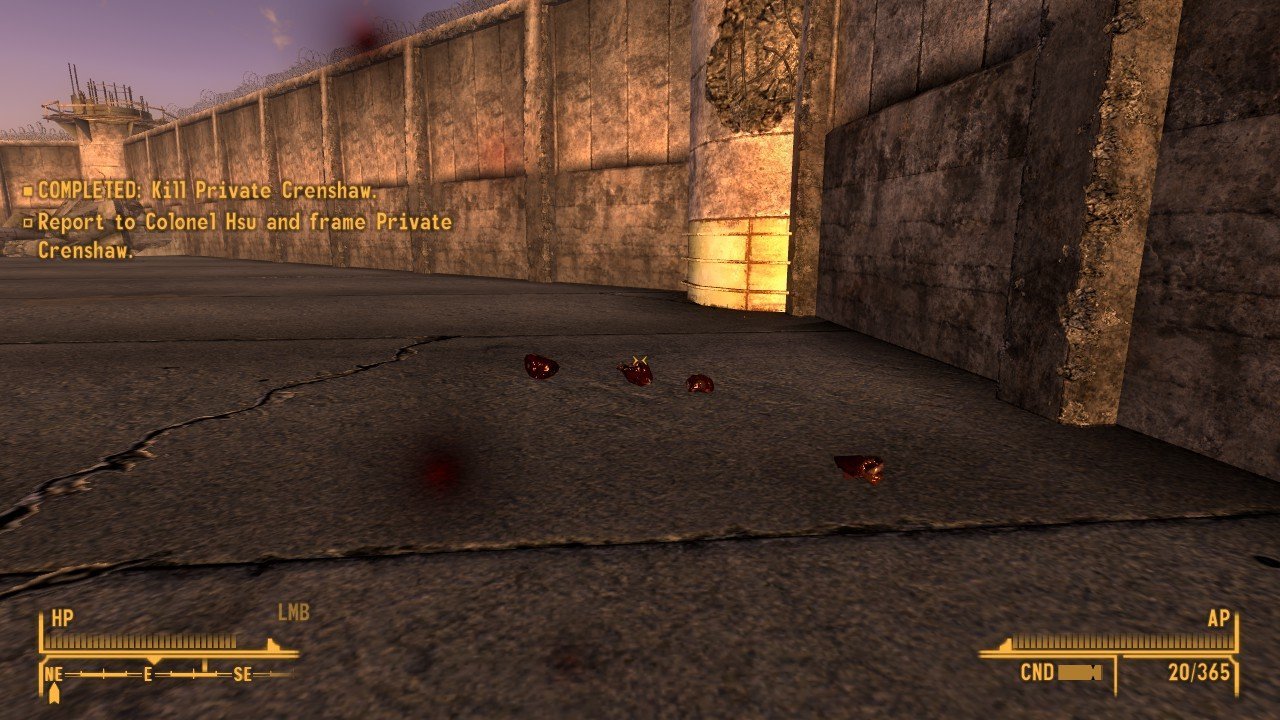 COMPLETED: Kill Private Crenshaw.
Report to Colonel Hsu and frame Private
Crenshaw.
HP
LMB
NE E SE
AP
CND 20/365